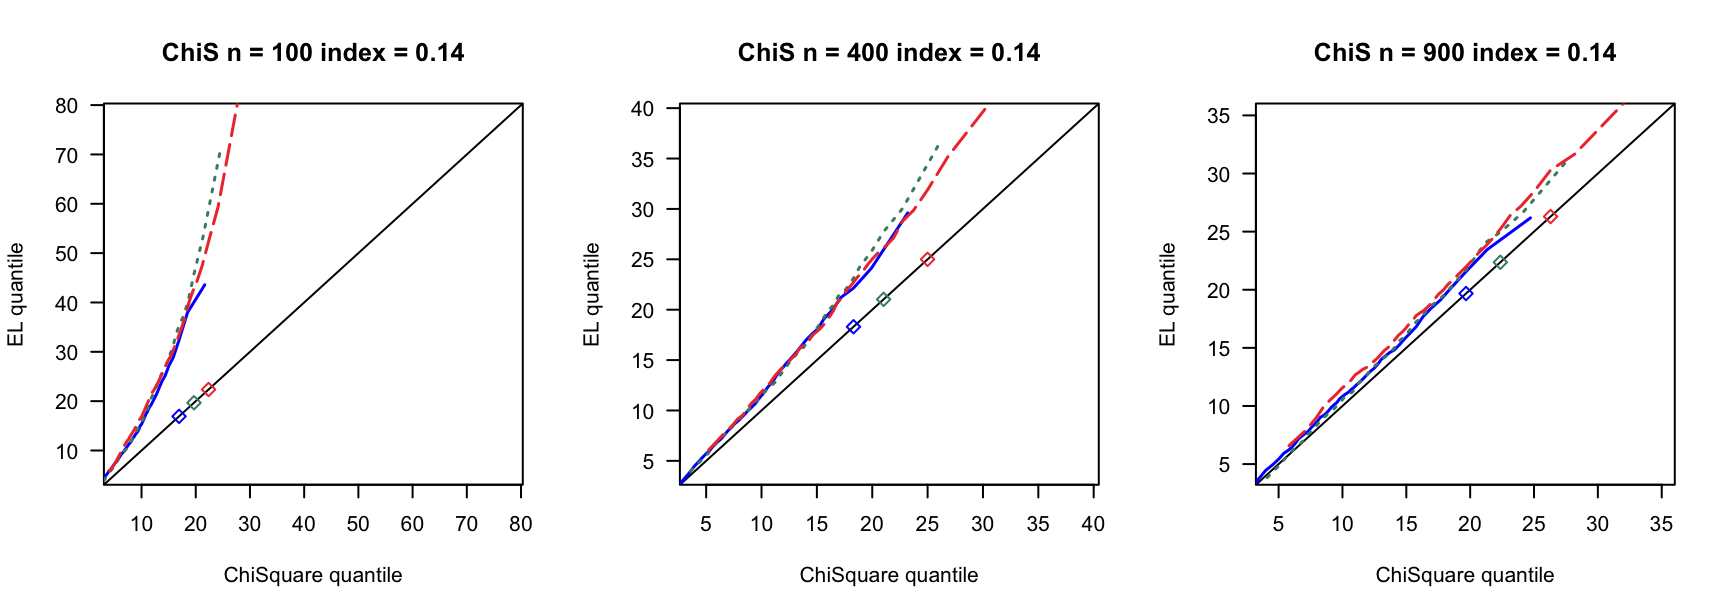 ChiS n = 100 index = 0.14
EL quantile
80
70
60
50
40
30
20
10
10 20 30 40 50 60 70 80
ChiSquare quantile
ChiS n = 400 index = 0.14
EL quantile
40
35
30
25
20
15
10
5
5 10 15 20 25 30 35 40
ChiSquare quantile
ChiS n = 900 index = 0.14
EL quantile
35
30
25
20
15
10
5
5 10 15 20 25 30 35
ChiSquare quantile